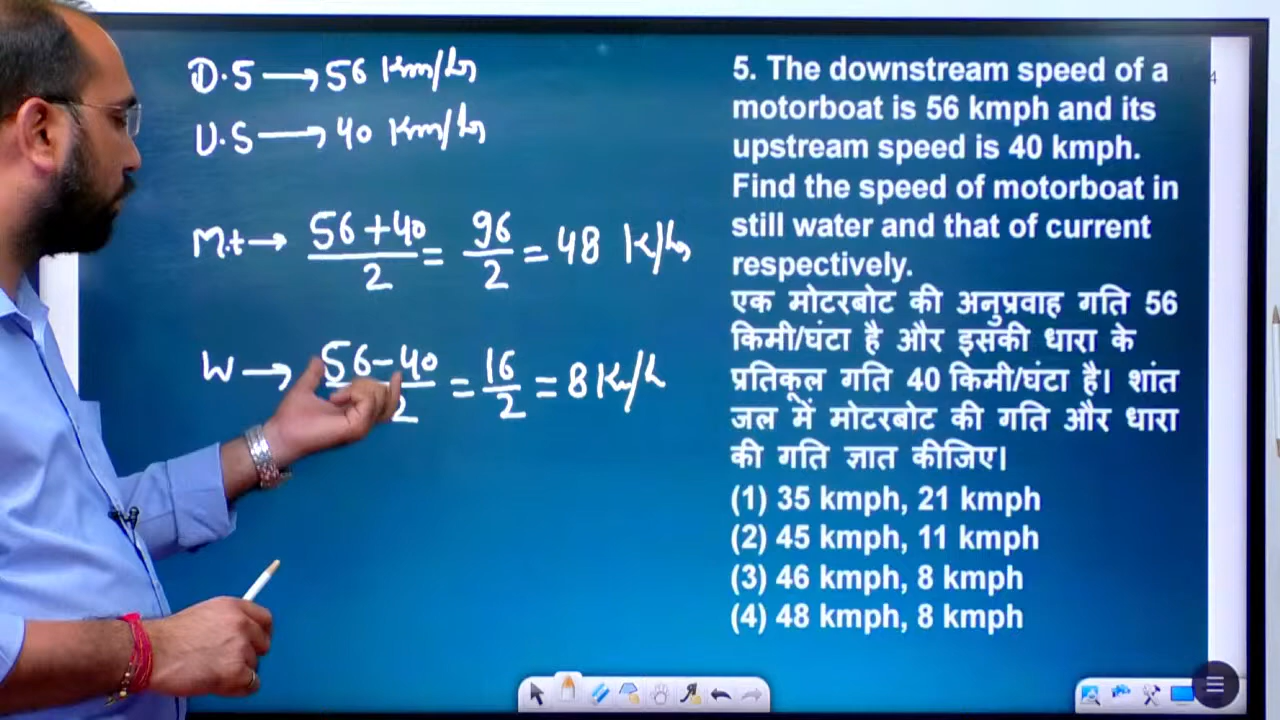 D.S → 56 Km/hr
U.S → 40 Km/hr
M.t → 56+40/2 = 96/2 = 48 K/hr
W → 56-40/2 = 16/2 = 8 Km/h
5. The downstream speed of a
motorboat is 56 kmph and its
upstream speed is 40 kmph.
Find the speed of motorboat in
still water and that of current
respectively.
एक मोटरबोट की अनुप्रवाह गति 56
किमी/घंटा है और इसकी धारा के
प्रतिकूल गति 40 किमी/घंटा है। शांत
जल में मोटरबोट की गति और धारा
की गति ज्ञात कीजिए।
(1) 35 kmph, 21 kmph
(2) 45 kmph, 11 kmph
(3) 46 kmph, 8 kmph
(4) 48 kmph, 8 kmph
4